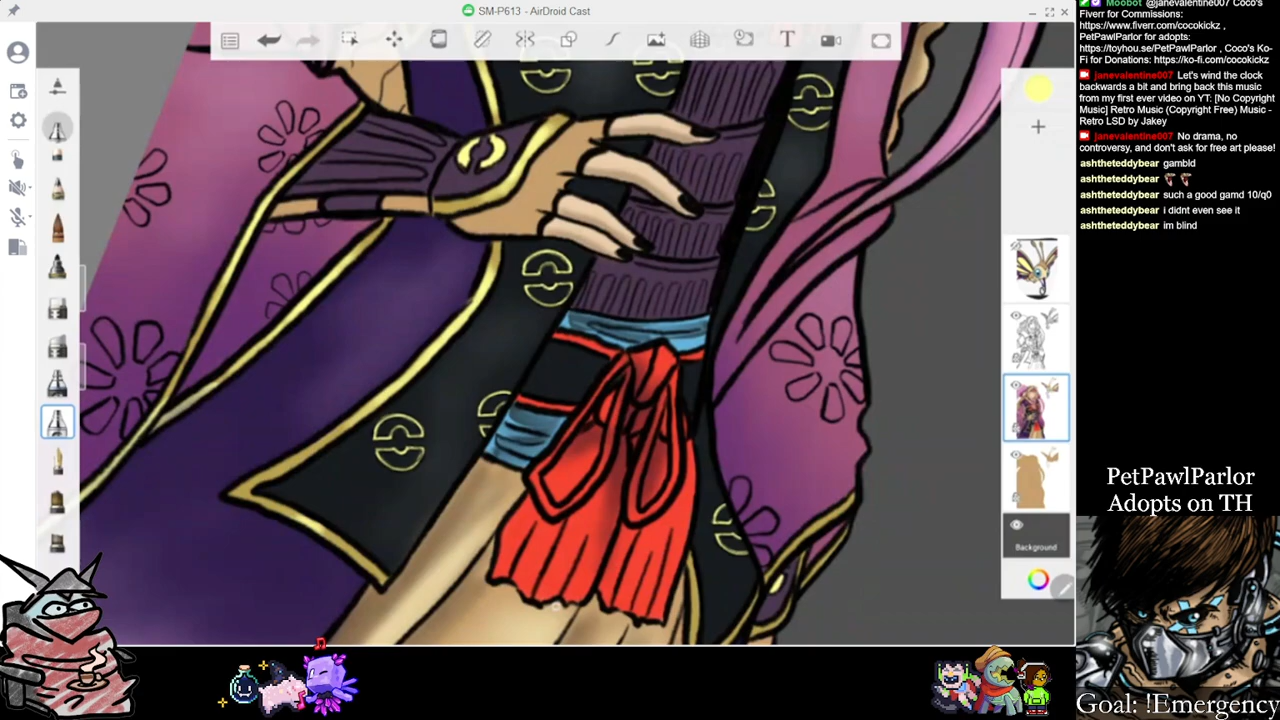 SM-P613 - AirDroid Cast
T
Background
Moobot @janevalentine007 Coco's
Fiverr for Commissions:
https://www.fiverr.com/cocokickz ,
PetPawlParlor for adopts:
https://toyhou.se/PetPawlParlor , Coco's Ko-
Fi for Donations: https://ko-fi.com/cocokickz
janevalentine007 Let's wind the clock
backwards a bit and bring back this music
from my first ever video on YT: [No Copyright
Music] Retro Music (Copyright Free) Music -
Retro LSD by Jakey
janevalentine007 No drama, no
controversy, and don't ask for free art please!
ashtheteddybear gambld
ashtheteddybear
ashtheteddybear such a good gamd 10/q0
ashtheteddybear i didnt even see it
ashtheteddybear im blind
PetPawlParlor
Adopts on TH
Goal: !Emergency